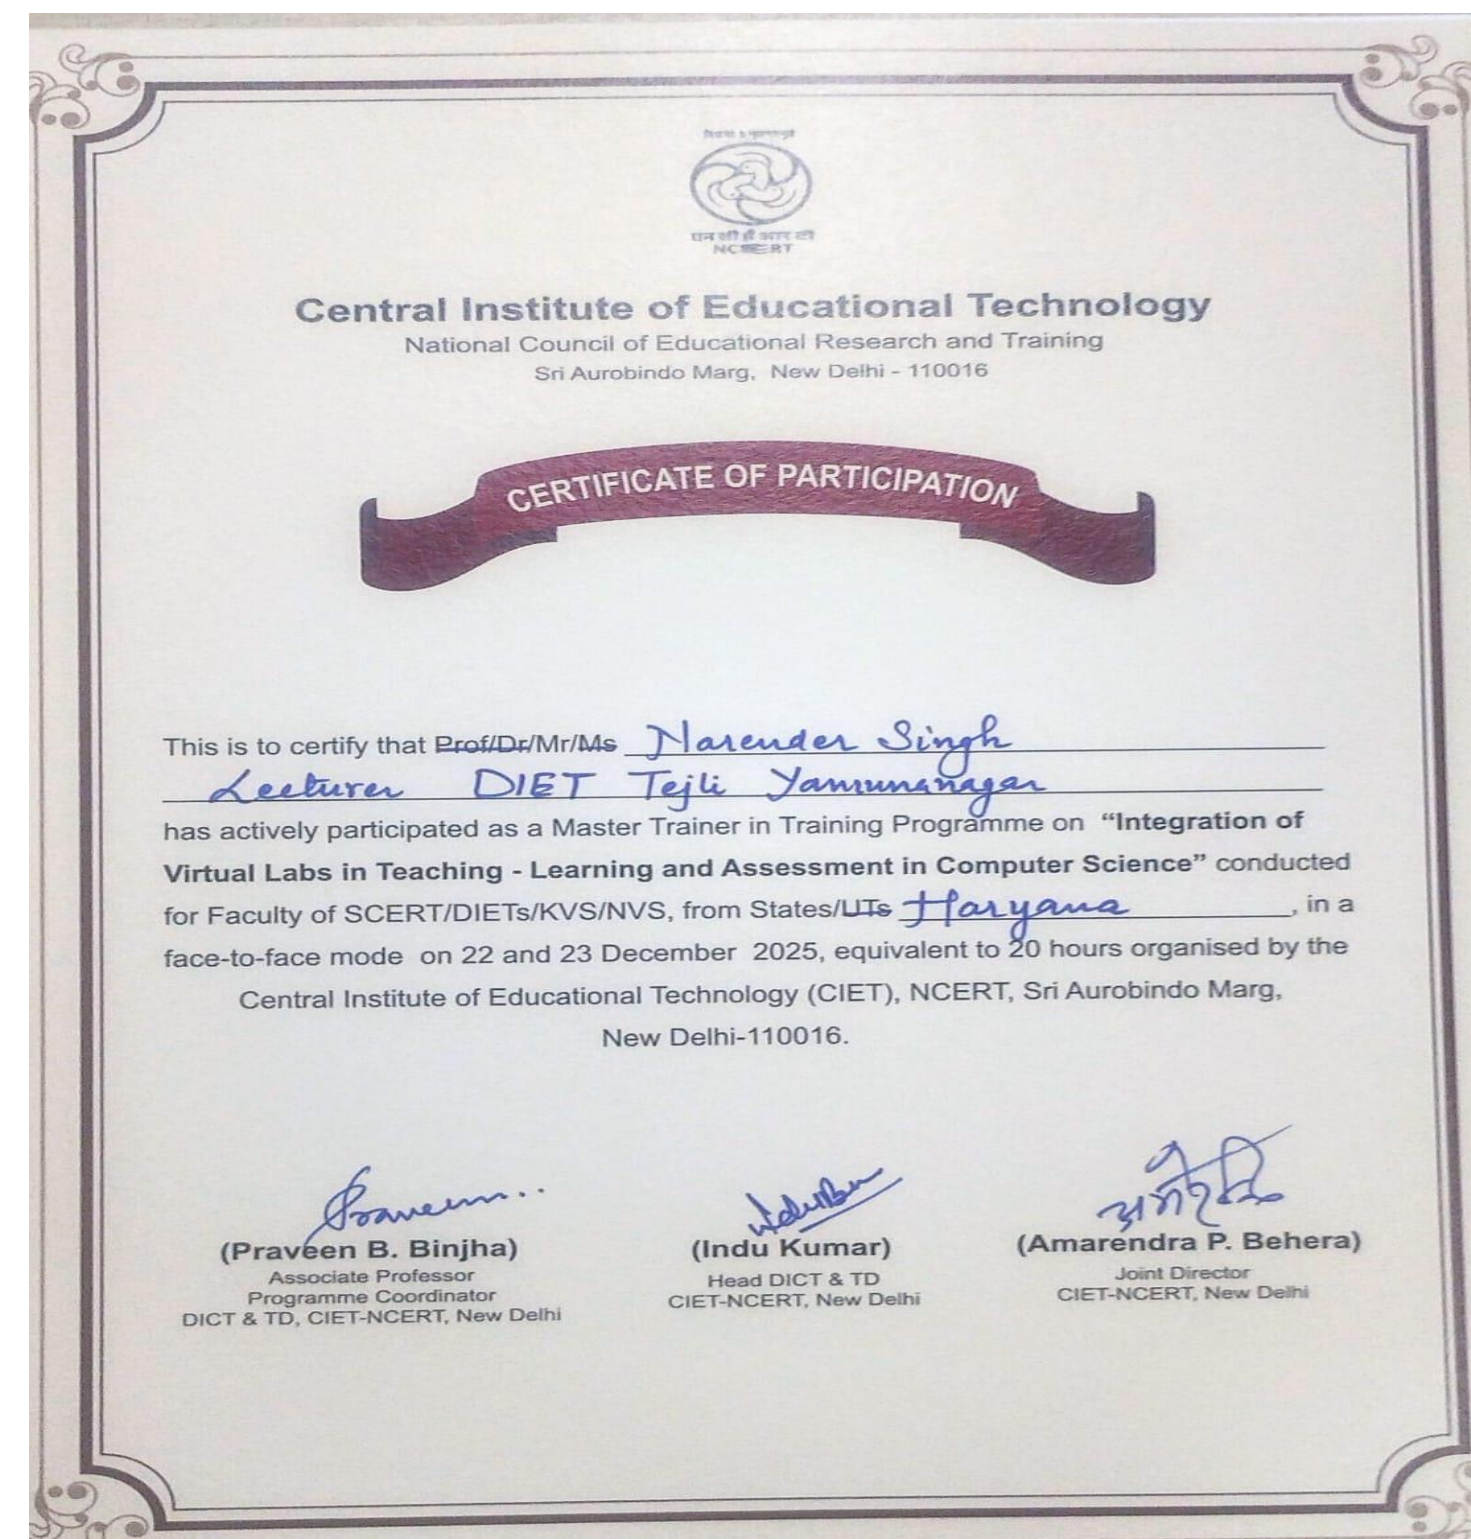 एन सी ई आर टी
NCERT
Central Institute of Educational Technology
National Council of Educational Research and Training
Sri Aurobindo Marg, New Delhi - 110016
CERTIFICATE OF PARTICIPATION
This is to certify that Prof/Dr/Mr/Ms Narender Singh
Lecturer DIET Tejli Yamunanagar
has actively participated as a Master Trainer in Training Programme on “Integration of
Virtual Labs in Teaching - Learning and Assessment in Computer Science” conducted
for Faculty of SCERT/DIETs/KVS/NVS, from States/UTs Haryana, in a
face-to-face mode on 22 and 23 December 2025, equivalent to 20 hours organised by the
Central Institute of Educational Technology (CIET), NCERT, Sri Aurobindo Marg,
New Delhi-110016.
Praveen..
(Praveen B. Binjha)
Associate Professor
Programme Coordinator
DICT & TD, CIET-NCERT, New Delhi
(Indu Kumar)
Head DICT & TD
CIET-NCERT, New Delhi
(Amarendra P. Behera)
Joint Director
CIET-NCERT, New Delhi